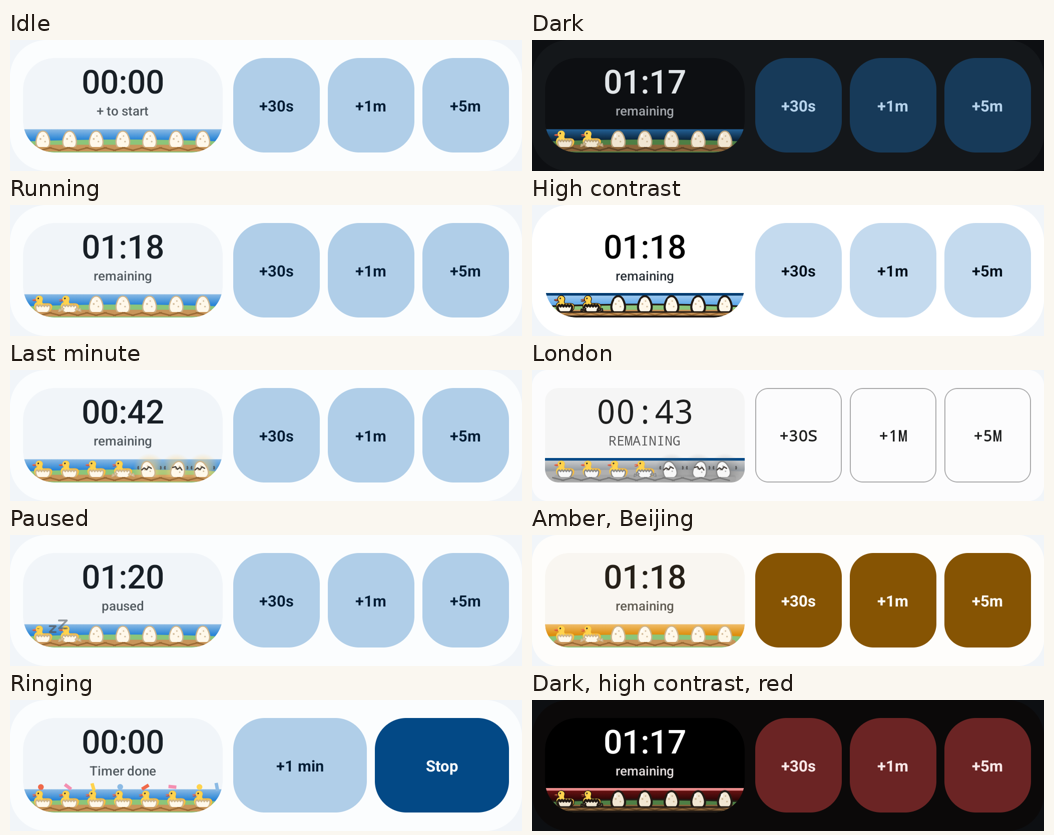 Idle
00:00
+ to start
+30s +1m +5m
Dark
01:17
remaining
+30s +1m +5m
Running
01:18
remaining
+30s +1m +5m
High contrast
01:18
remaining
+30s +1m +5m
Last minute
00:42
remaining
+30s +1m +5m
London
00:43
REMAINING
+30S +1M +5M
Paused
01:20
paused
zZ
+30s +1m +5m
Amber, Beijing
01:18
remaining
+30s +1m +5m
Ringing
00:00
Timer done
+1 min Stop
Dark, high contrast, red
01:17
remaining
+30s +1m +5m